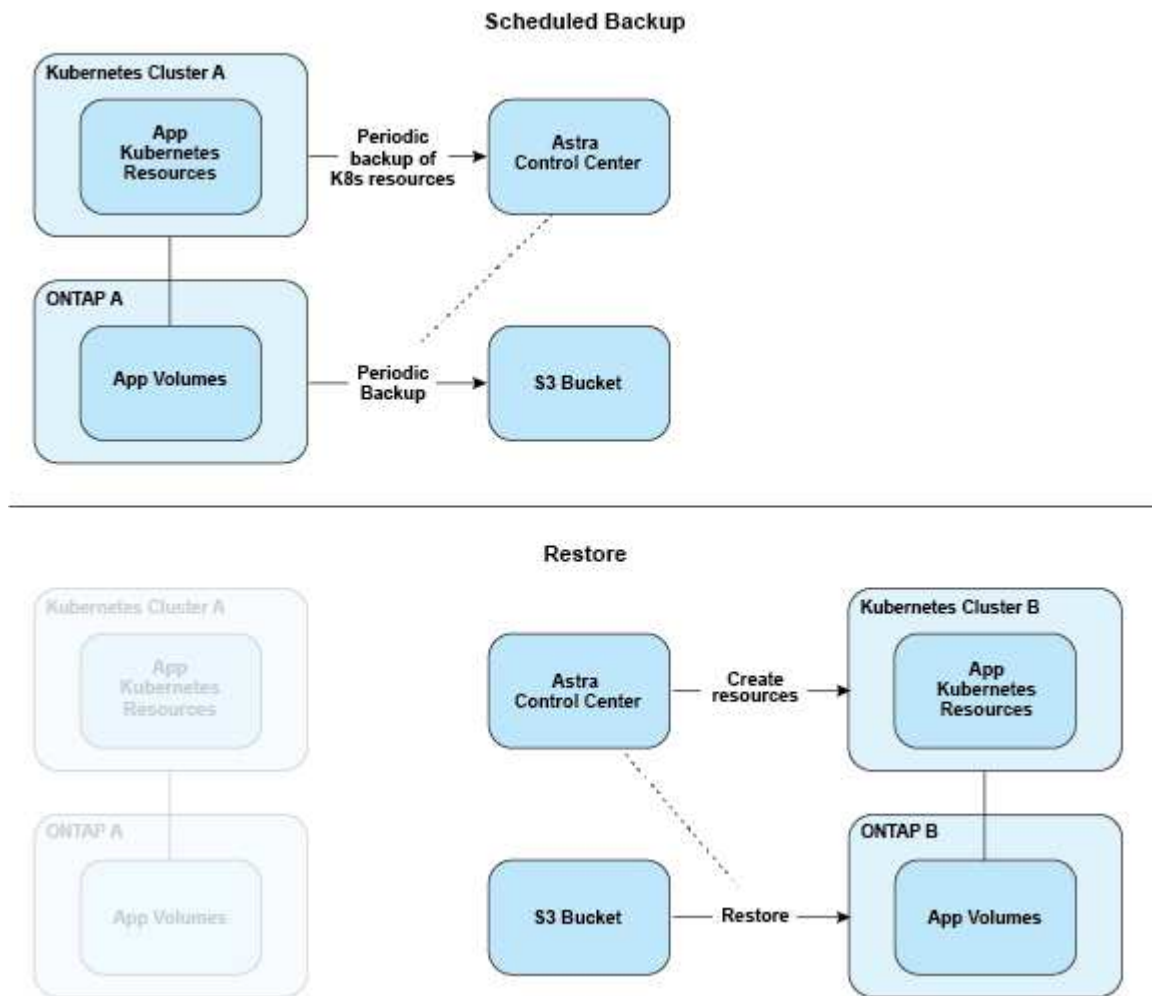 Scheduled Backup
Kubernetes Cluster A
App
Kubernetes
Resources
Periodic
backup of
K8s resources
Astra
Control Center
ONTAP A
App Volumes
Periodic
Backup
S3 Bucket
Restore
Kubernetes Cluster A
App
Kubernetes
Resources
Astra
Control Center
Create
resources
Kubernetes Cluster B
App
Kubernetes
Resources
ONTAP A
App Volumes
S3 Bucket
Restore
ONTAP B
App Volumes